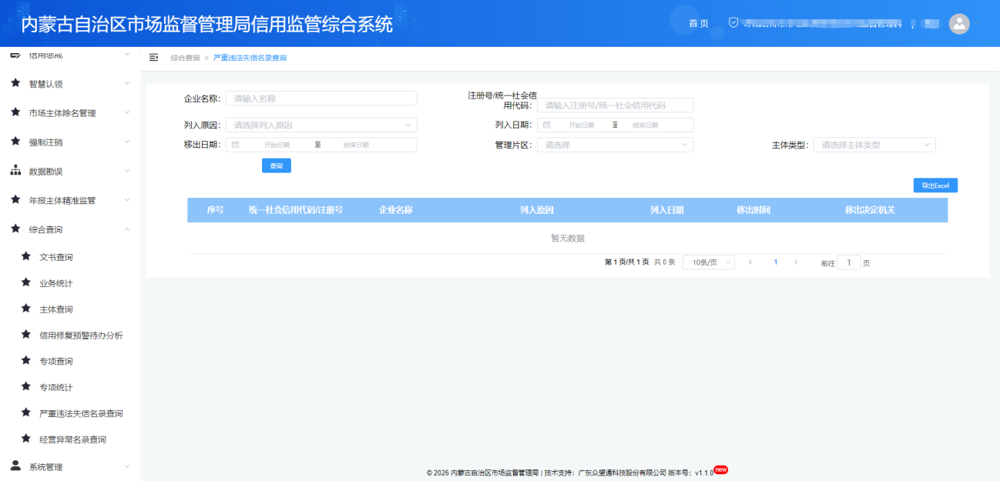 内蒙古自治区市场监督管理局信用监管综合系统
首页
信用惩戒
综合查询 > 严重违法失信名录查询
智慧认领
市场主体除名管理
强制注销
数据勘误
年报主体精准监管
综合查询
文书查询
业务统计
主体查询
信用修复预警待办分析
专项查询
专项统计
严重违法失信名录查询
经营异常名录查询
系统管理
企业名称： 请输入名称
注册号/统一社会信用代码： 请输入注册号/统一社会信用代码
列入原因： 请选择列入原因
列入日期： 开始日期 至 结束日期
移出日期： 开始日期 至 结束日期
管理片区： 请选择
主体类型： 请选择主体类型
查询
导出Excel
序号 统一社会信用代码/注册号 企业名称 列入原因 列入日期 移出时间 移出决定机关
暂无数据
第 1 页/共 1 页 共 0 条 10条/页 1 前往 1 页
© 2026 内蒙古自治区市场监督管理局 | 技术支持：广东众望通科技股份有限公司 版本号：v1.1.0 new